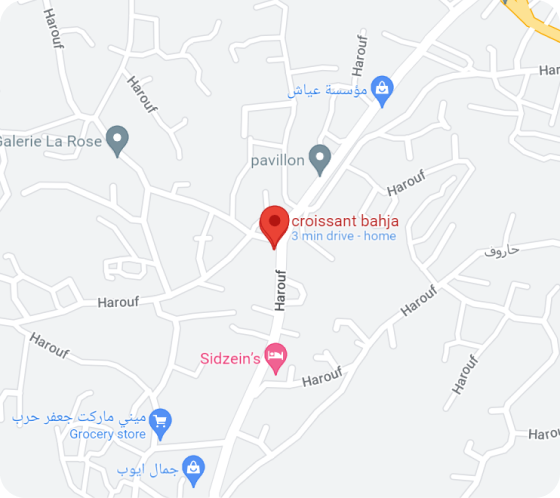 Harouf
Harouf
Harouf
Har
مؤسسة عياش
Galerie La Rose
pavillon
Harouf
croissant bahja
3 min drive - home
حاروف
Harouf
Harouf
Harouf
Harouf
Sidzein's
Harouf
Harouf
ميني ماركت جعفر حرب
Grocery store
Harou
جمال ايوب